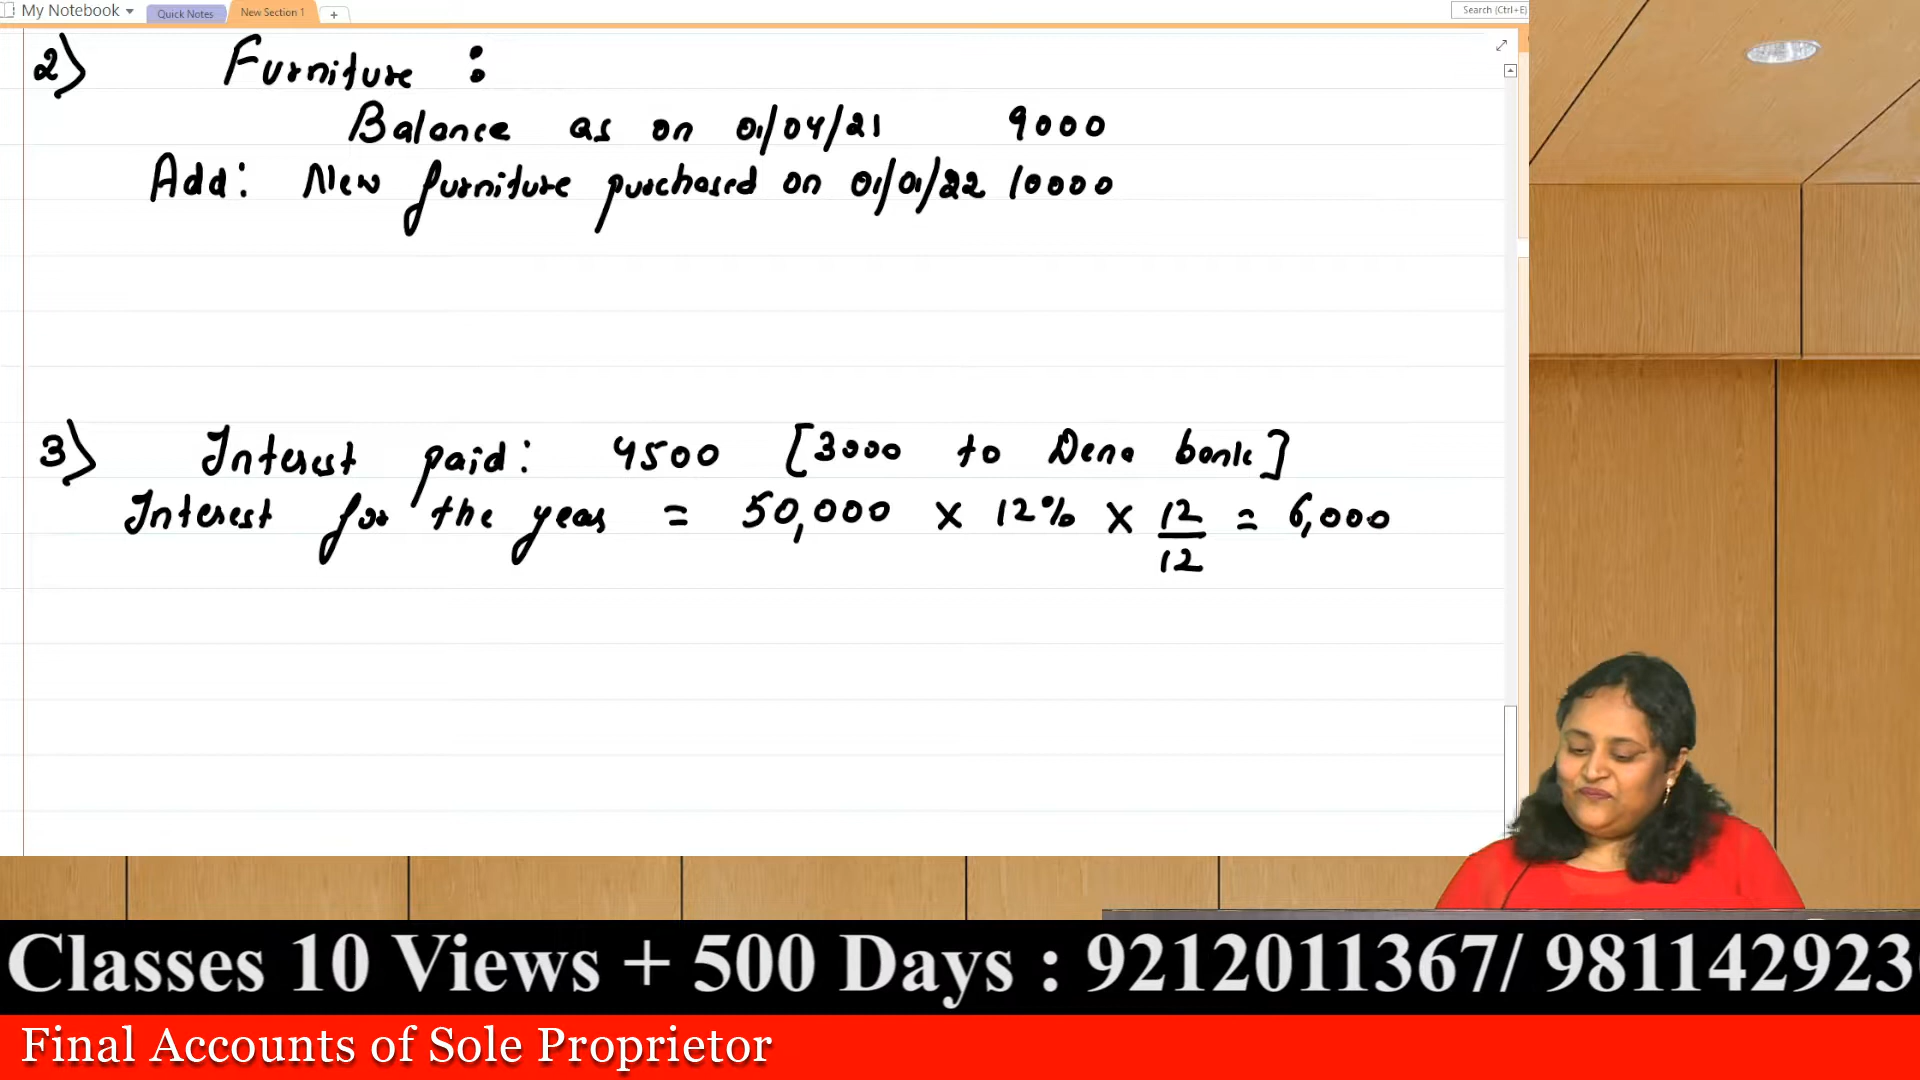 My Notebook
Quick Notes
New Section 1
+
Search (Ctrl+E)
2) Furniture :
Balance as on 01/04/21 9000
Add: New furniture purchased on 01/01/22 10000
3) Interest paid: 4500 [3000 to Dena bank]
Interest for the year = 50,000 × 12% × 12/12 = 6,000
Classes 10 Views + 500 Days : 9212011367/ 981142923
Final Accounts of Sole Proprietor